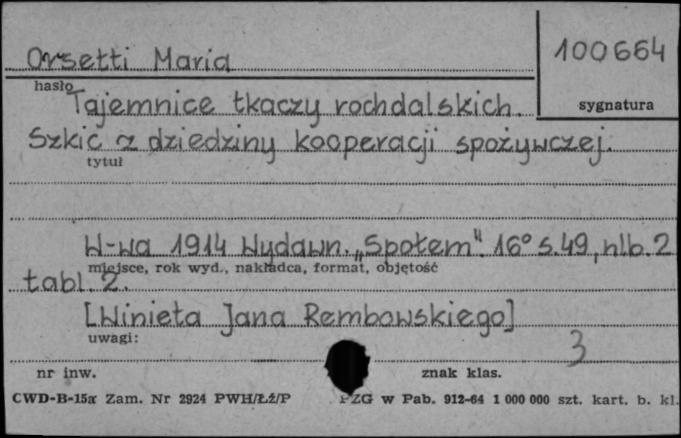 Orsetti Maria
100664
hasło
sygnatura
Tajemnice tkaczy rochdalskich.
Szkic z dziedziny kooperacji spożywczej.
tytuł
W-wa 1914 Wydawn. „Społem". 16° s. 49, nlb. 2
miejsce, rok wyd., nakładca, format, objętość
tabl. 2.
[Winieta Jana Rembowskiego]
uwagi:
3
nr inw.
znak klas.
CWD-B-15a Zam. Nr 2924 PWH/Łź/P PZG w Pab. 912-64 1 000 000 szt. kart. b. kl.